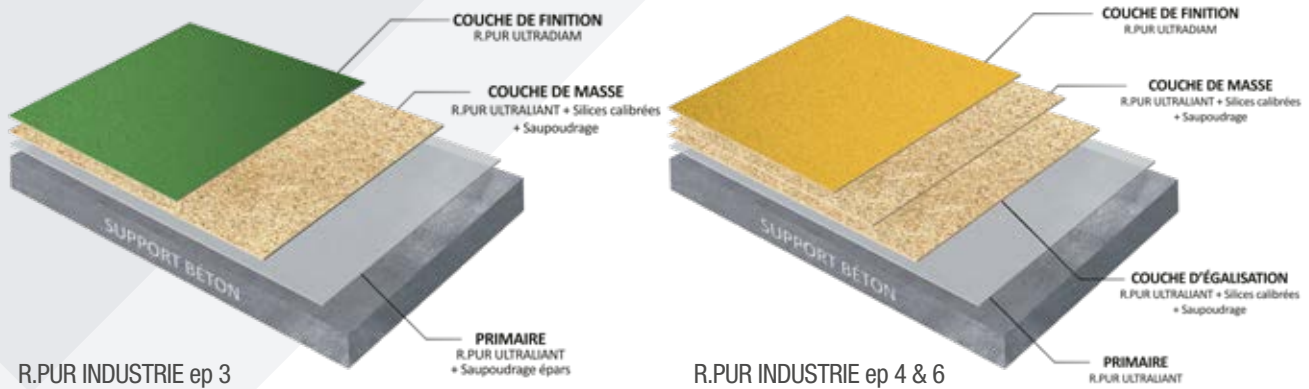 COUCHE DE FINITION
R.PUR ULTRADIAM
COUCHE DE MASSE
R.PUR ULTRALIANT + Silices calibrées
+ Saupoudrage
SUPPORT BÉTON
PRIMAIRE
R.PUR ULTRALIANT
+ Saupoudrage épars
R.PUR INDUSTRIE ep 3
COUCHE DE FINITION
R.PUR ULTRADIAM
COUCHE DE MASSE
R.PUR ULTRALIANT + Silices calibrées
+ Saupoudrage
SUPPORT BÉTON
COUCHE D'ÉGALISATION
R.PUR ULTRALIANT + Silices calibrées
+ Saupoudrage
PRIMAIRE
R.PUR ULTRALIANT
R.PUR INDUSTRIE ep 4 & 6